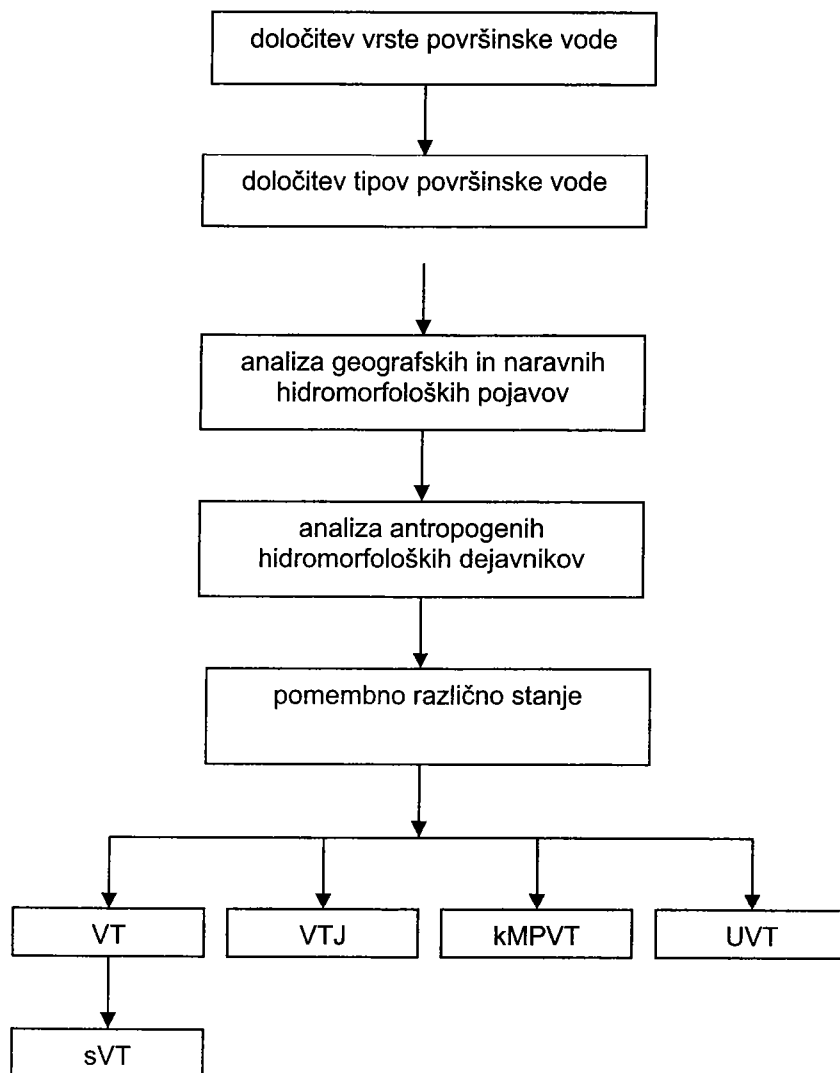 določitev vrste površinske vode
določitev tipov površinske vode
analiza geografskih in naravnih
hidromorfoloških pojavov
analiza antropogenih
hidromorfoloških dejavnikov
pomembno različno stanje
VT
VTJ
kMPVT
UVT
sVT